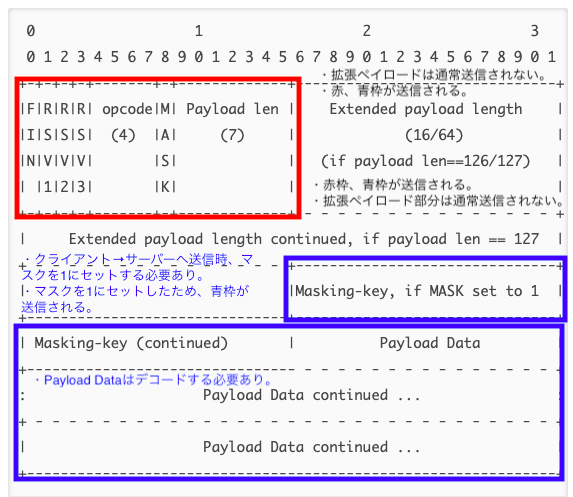 0 1 2 3
0 1 2 3 4 5 6 7 8 9 0 1 2 3 4 5 6 7 8 9 0 1 2 3 4 5 6 7 8 9 0 1
・拡張ペイロードは通常送信されない。
・赤、青枠が送信される。
|F|R|R|R| opcode|M| Payload len | Extended payload length |
|I|S|S|S| (4) |A| (7) | (16/64) |
|N|V|V|V| |S| | (if payload len==126/127) |
| |1|2|3| |K| |
・赤枠、青枠が送信される。
・拡張ペイロード部分は通常送信されない。
| Extended payload length continued, if payload len == 127 |
・クライアント→サーバーへ送信時、マ
スクを1にセットする必要あり。
・マスクを1にセットしたため、青枠が
送信される。
|Masking-key, if MASK set to 1 |
| Masking-key (continued) | Payload Data |
・Payload Dataはデコードする必要あり。
: Payload Data continued ... :
| Payload Data continued ... |